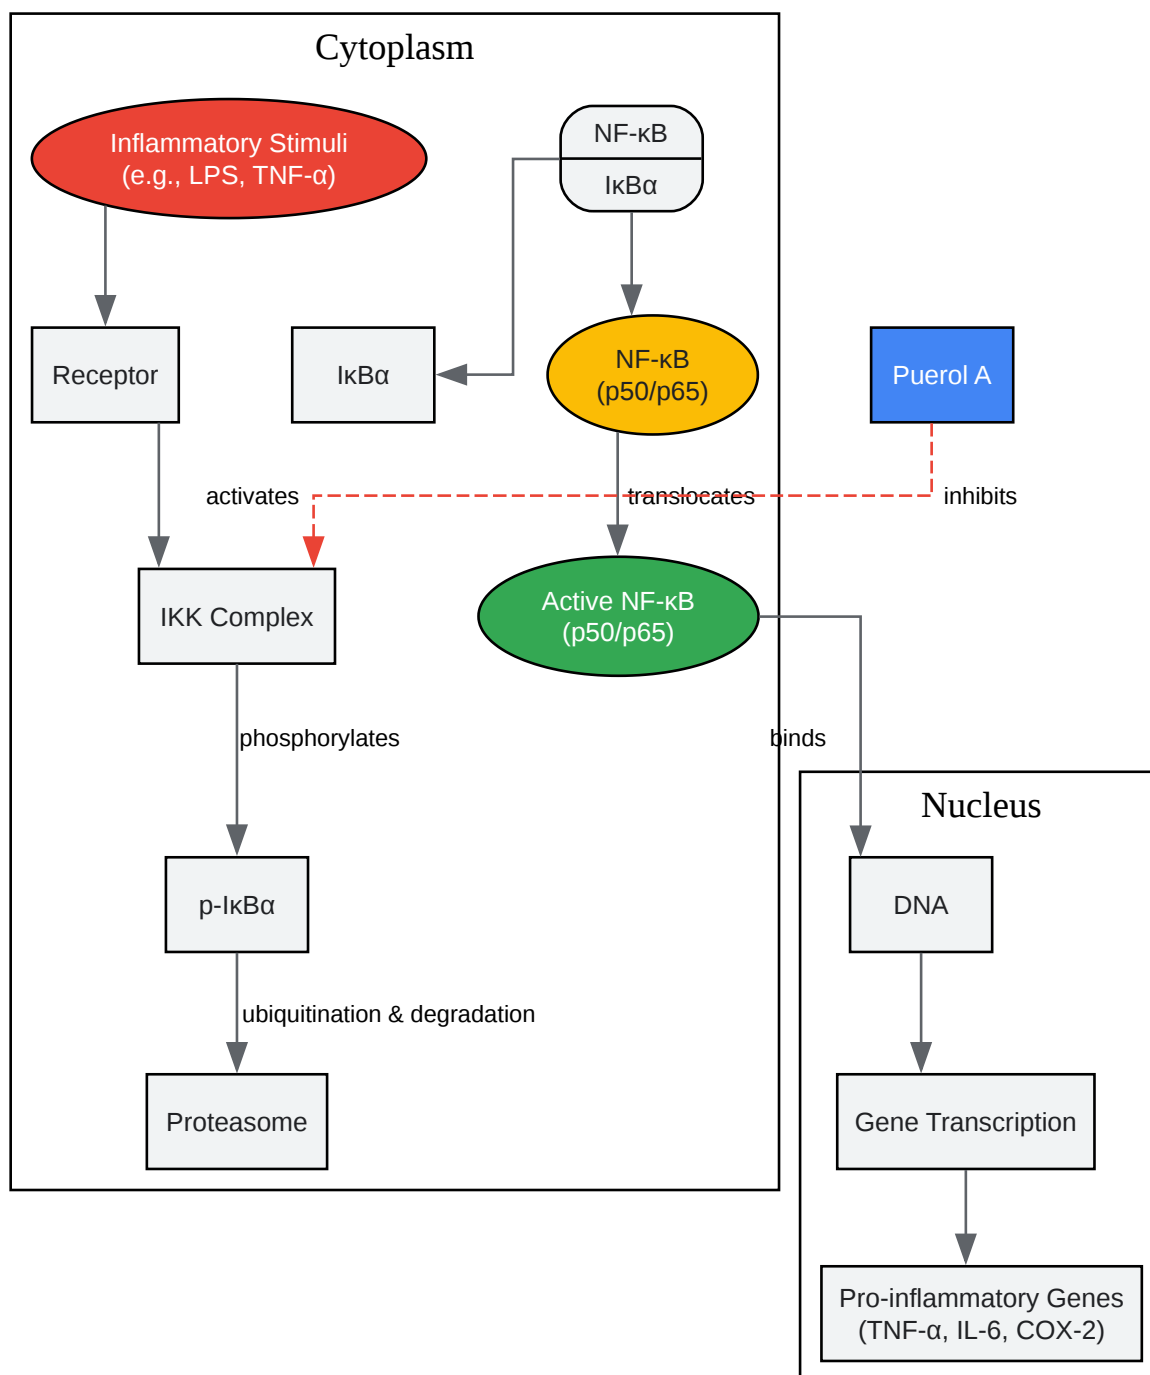 Cytoplasm
Inflammatory Stimuli
(e.g., LPS, TNF-α)
NF-κB
IκBα
Receptor
IκBα
NF-κB
(p50/p65)
Puerol A
activates
translocates
inhibits
IKK Complex
Active NF-κB
(p50/p65)
phosphorylates
binds
Nucleus
p-IκBα
DNA
ubiquitination & degradation
Proteasome
Gene Transcription
Pro-inflammatory Genes
(TNF-α, IL-6, COX-2)